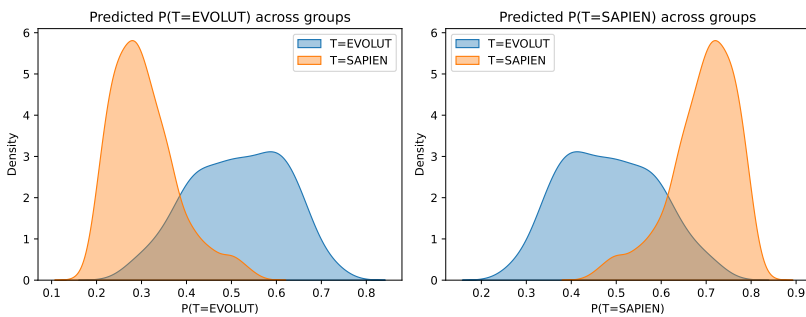 Predicted P(T=EVOLUT) across groups
T=EVOLUT
T=SAPIEN
Density
6
5
4
3
2
1
0
0.1 0.2 0.3 0.4 0.5 0.6 0.7 0.8
P(T=EVOLUT)
Predicted P(T=SAPIEN) across groups
T=EVOLUT
T=SAPIEN
Density
6
5
4
3
2
1
0
0.2 0.3 0.4 0.5 0.6 0.7 0.8 0.9
P(T=SAPIEN)